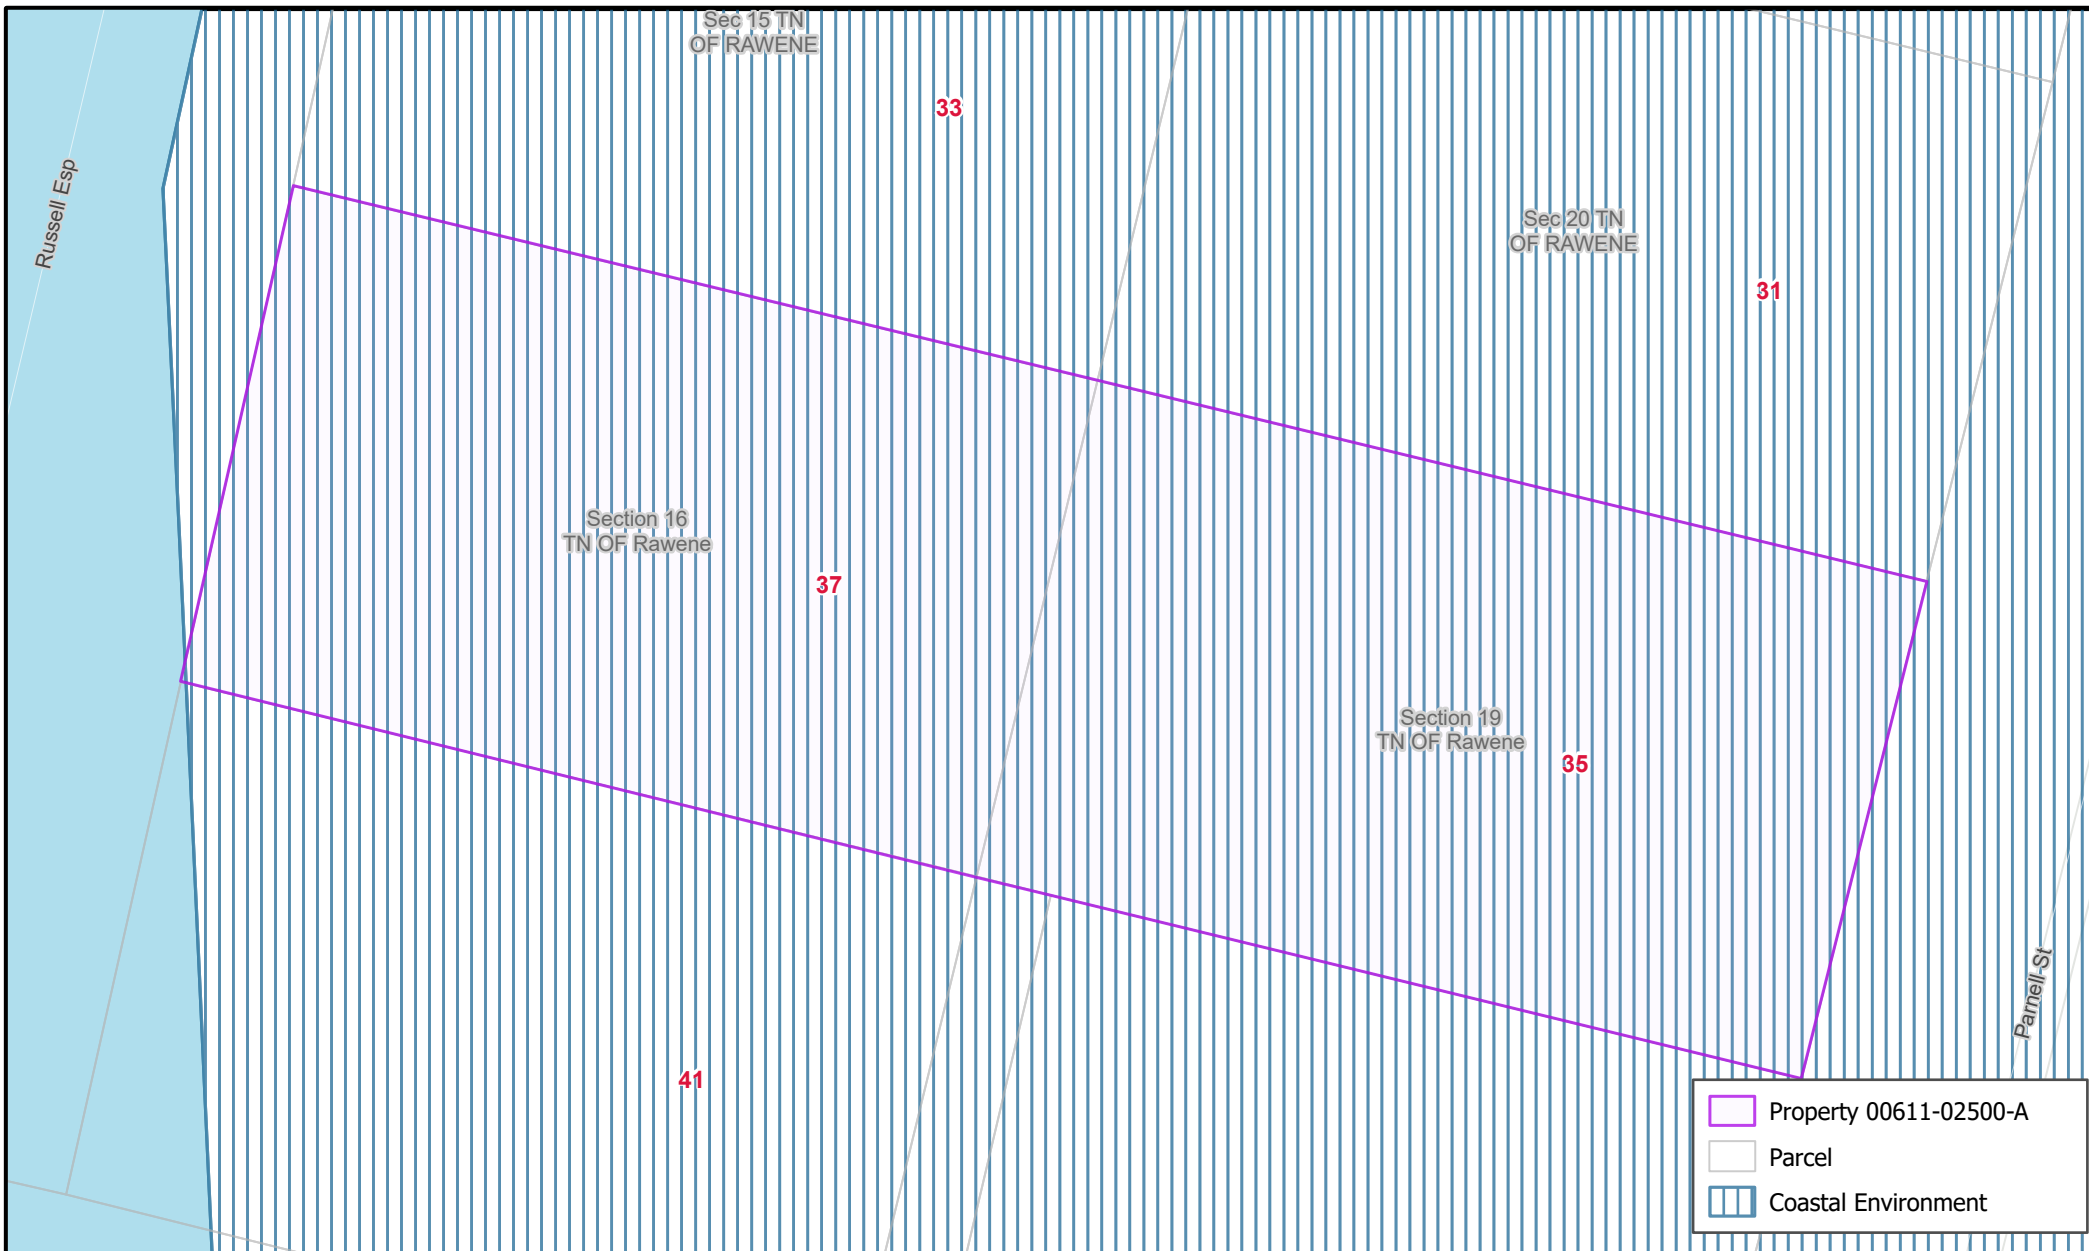 Sec 15 TN
OF RAWENE
33
Russell Esp
Sec 20 TN
OF RAWENE
31
Section 16
TN OF Rawene
37
Section 19
TN OF Rawene
35
Parnell St
41
Property 00611-02500-A
Parcel
Coastal Environment